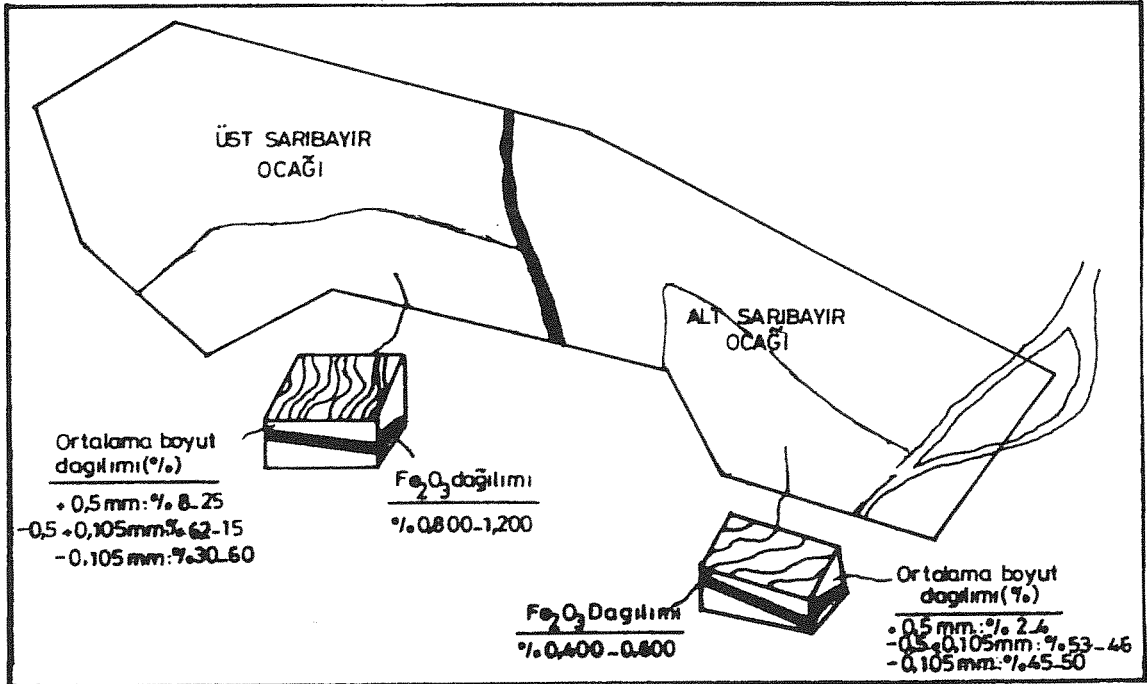 ÜST SARIBAYIR
OCAĞI
ALT SARIBAYIR
OCAĞI
Ortalama boyut
dağılımı(%)
+ 0,5 mm: % 8-25
-0,5 +0,105mm:% 62-15
-0.105 mm: %30-60
Fe₂O₃ dağılımı
% 0.800-1,200
Fe₂O₃ Dagılımı
% 0,400-0.800
Ortalama boyut
dagılımı(%)
+ 0,5 mm.: % 2-4
-0,5+0,105mm: %53-46
-0,105 mm: %45-50